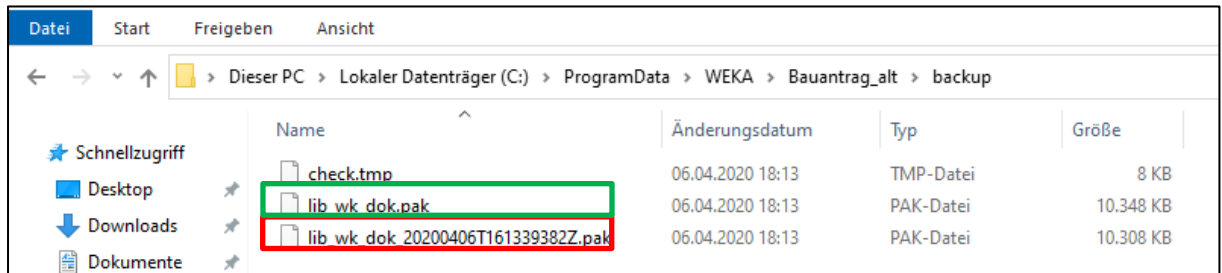 Datei Start Freigeben Ansicht
Dieser PC > Lokaler Datenträger (C:) > ProgramData > WEKA > Bauantrag_alt > backup
Name Änderungsdatum Typ Größe
Schnellzugriff
check.tmp 06.04.2020 18:13 TMP-Datei 8 KB
Desktop
lib_wk_dok.pak 06.04.2020 18:13 PAK-Datei 10.348 KB
Downloads
lib_wk_dok_20200406T161339382Z.pak 06.04.2020 18:13 PAK-Datei 10.308 KB
Dokumente